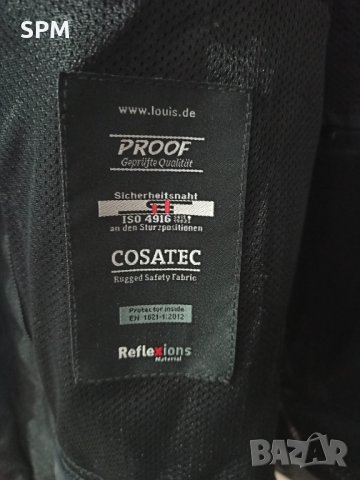 SPM
www.louis.de
PROOF
Geprüfte Qualität
Sicherheitsnaht
ISO 4916
an den Sturzpositionen
COSATEC
Rugged Safety Fabric
Protector inside
EN 1621-1:2012
Reflexions
Material
BAZAR